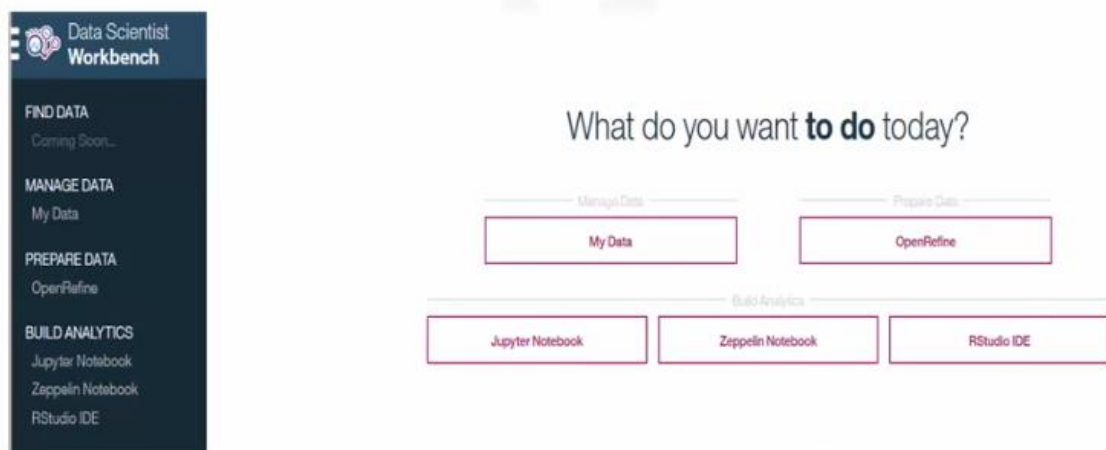 Data Scientist
Workbench
FIND DATA
Coming Soon...
MANAGE DATA
My Data
PREPARE DATA
OpenRefine
BUILD ANALYTICS
Jupyter Notebook
Zeppelin Notebook
RStudio IDE
What do you want to do today?
Manage Data
Prepare Data
My Data
OpenRefine
Build Analytics
Jupyter Notebook
Zeppelin Notebook
RStudio IDE